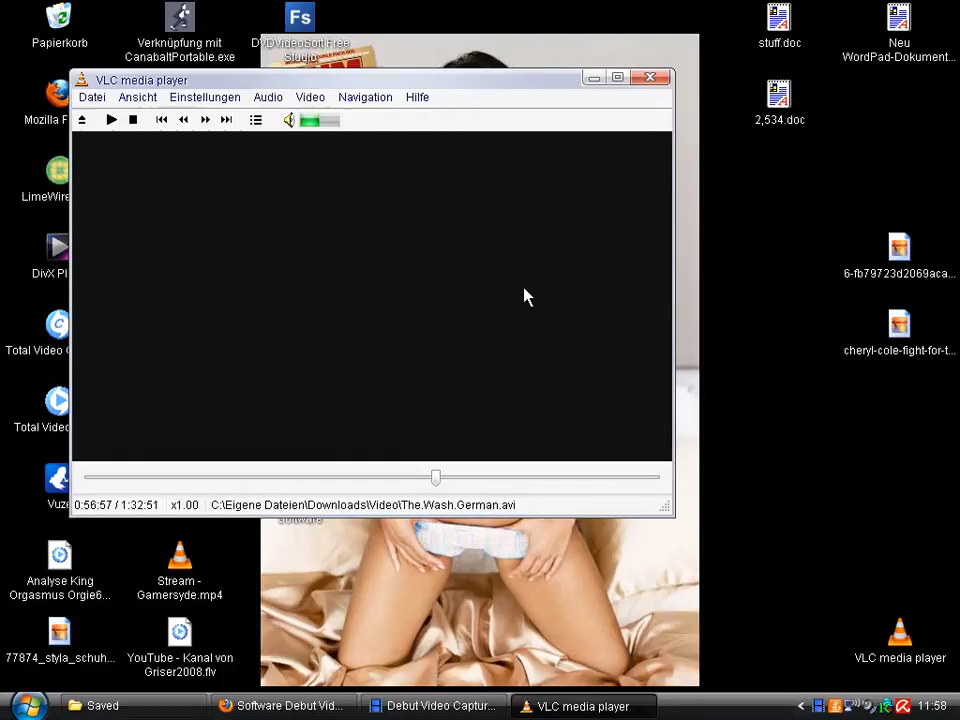 Papierkorb
Verknüpfung mit
CanabaltPortable.exe
Fs
DVDVideoSoft Free
Studio
stuff.doc
Neu
WordPad-Dokument...
VLC media player
Datei Ansicht Einstellungen Audio Video Navigation Hilfe
Mozilla F
2,534.doc
LimeWire
DivX Pl
6-fb79723d2069aca...
Total Video C
cheryl-cole-fight-for-t...
Total Video
Vuze
0:56:57 / 1:32:51 x1.00 C:\Eigene Dateien\Downloads\Video\The.Wash.German.avi
Software
Analyse King
Orgasmus Orgie6...
Stream -
Gamersyde.mp4
77874_styla_schuh...
YouTube - Kanal von
Griser2008.flv
VLC media player
Saved
Software Debut Vid...
Debut Video Captur...
VLC media player
11:58